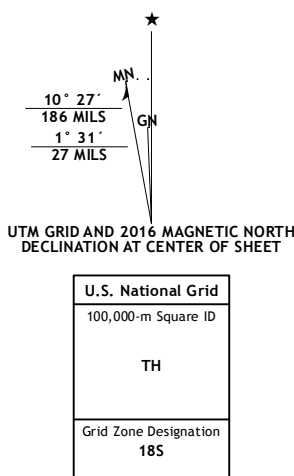 ★
MN
10° 27´
186 MILS
GN
1° 31´
27 MILS
UTM GRID AND 2016 MAGNETIC NORTH
DECLINATION AT CENTER OF SHEET
U.S. National Grid
100,000-m Square ID
TH
Grid Zone Designation
18S